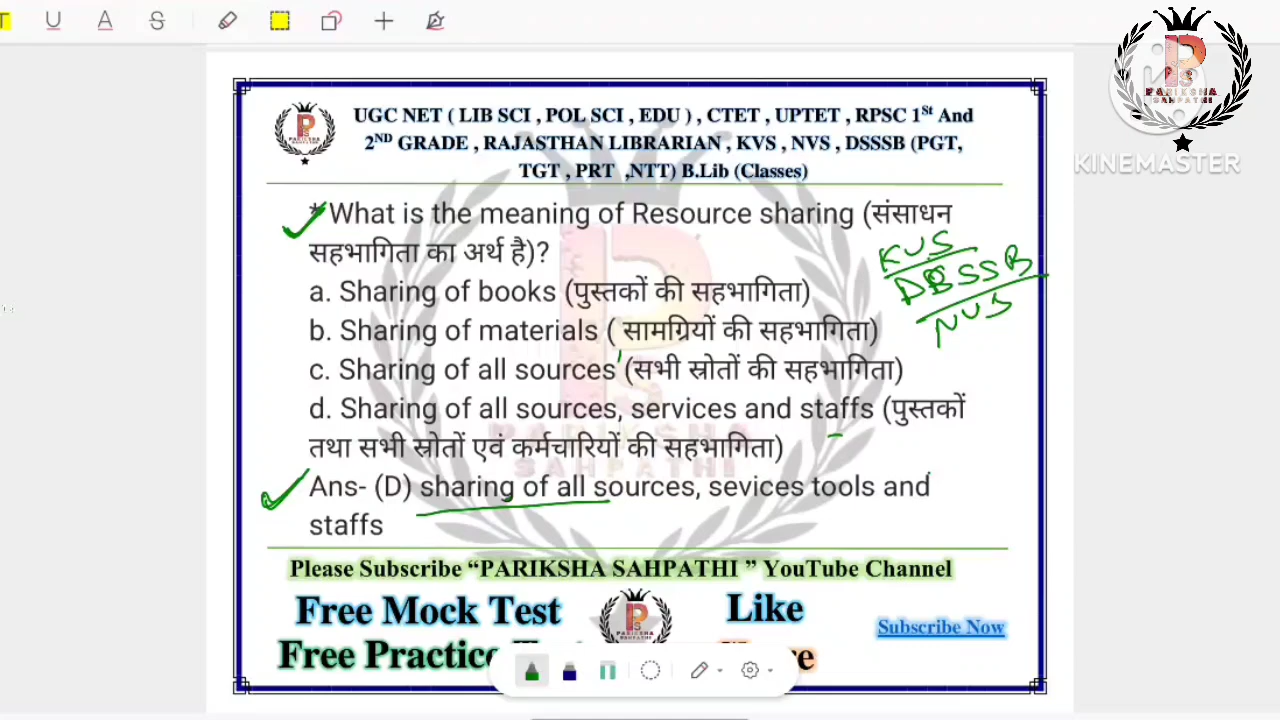 T U A S
PARIKSHA
SAHPATHI
KINEMASTER
UGC NET ( LIB SCI , POL SCI , EDU ) , CTET , UPTET , RPSC 1St And
2ND GRADE , RAJASTHAN LIBRARIAN , KVS , NVS , DSSSB (PGT,
TGT , PRT ,NTT) B.Lib (Classes)
* What is the meaning of Resource sharing (संसाधन
सहभागिता का अर्थ है)?
KVS
DSSSB
NVS
a. Sharing of books (पुस्तकों की सहभागिता)
b. Sharing of materials ( सामग्रियों की सहभागिता)
c. Sharing of all sources (सभी स्रोतों की सहभागिता)
d. Sharing of all sources, services and staffs (पुस्तकों
तथा सभी स्रोतों एवं कर्मचारियों की सहभागिता)
PARIKSHA
SAHPATHI
Ans- (D) sharing of all sources, sevices tools and
staffs
Please Subscribe “PARIKSHA SAHPATHI ” YouTube Channel
Free Mock Test
Like
Subscribe Now
Free Practice